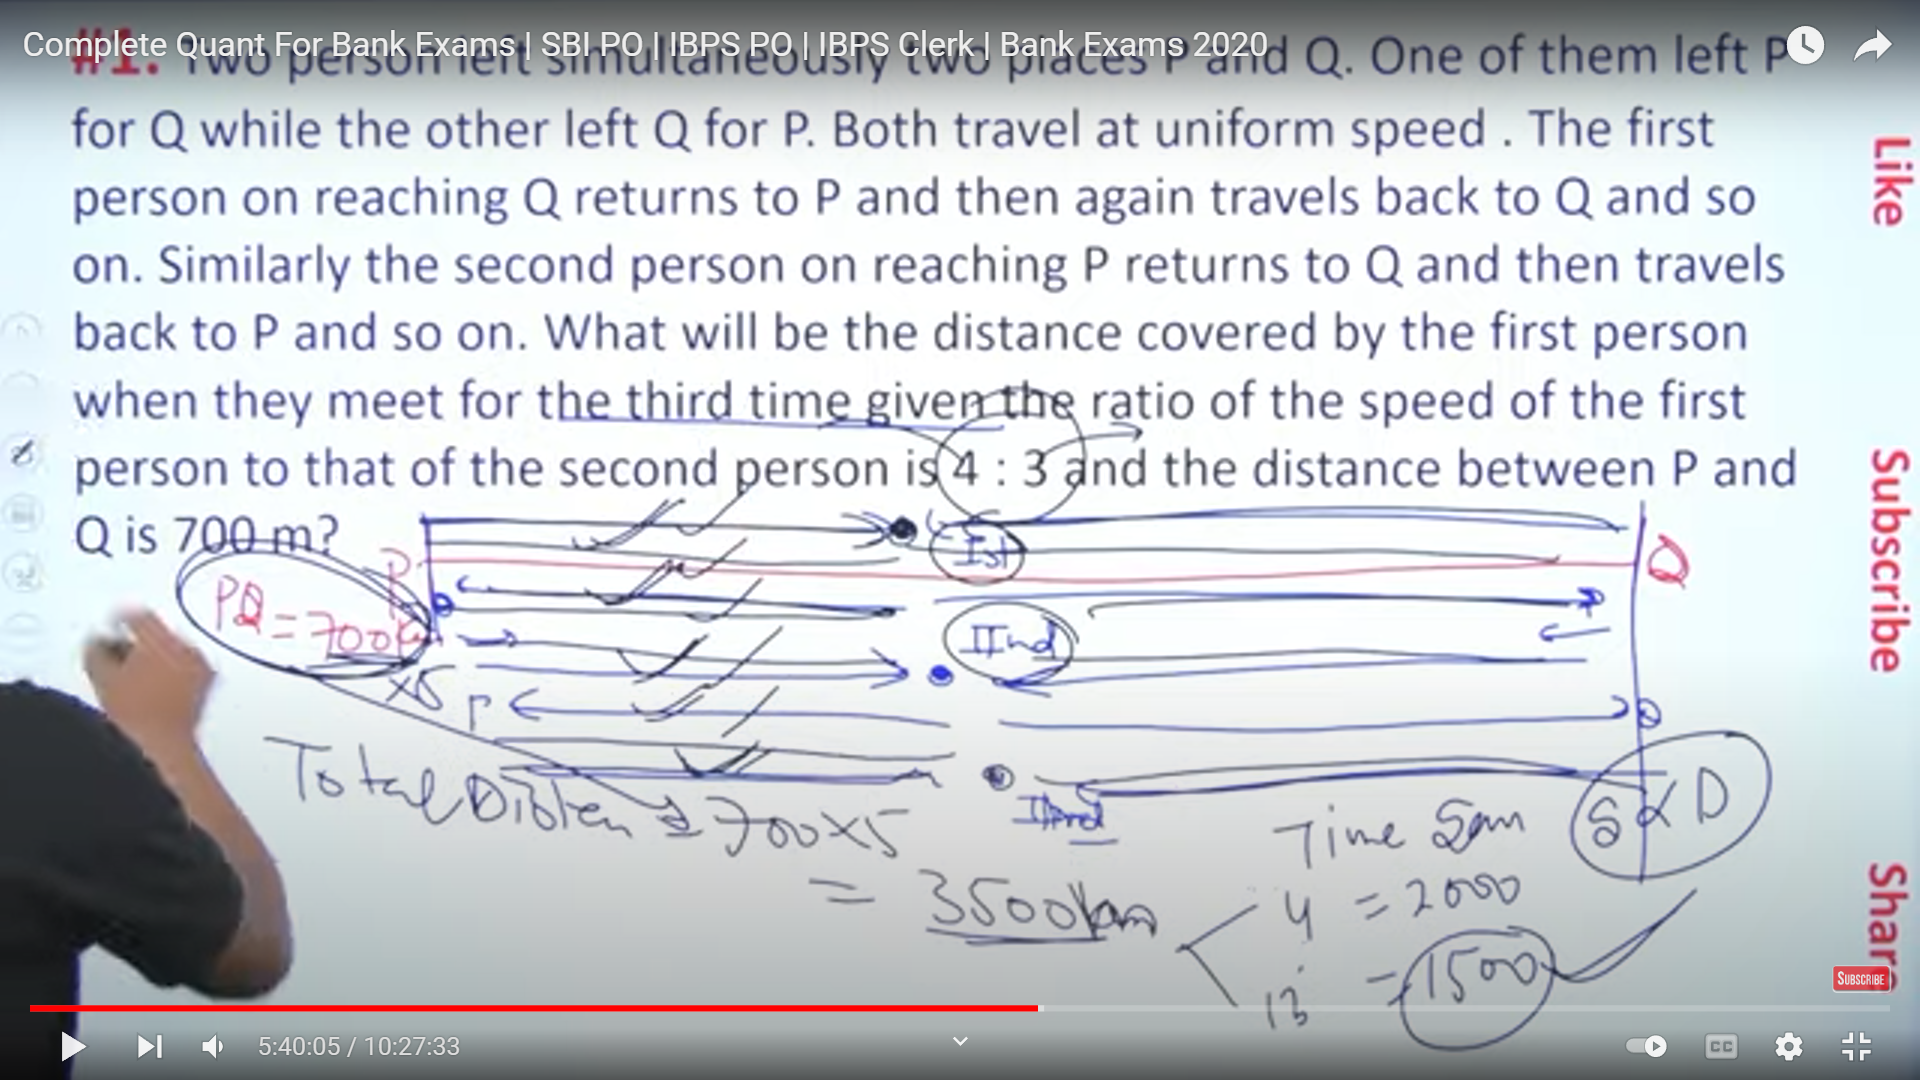 Complete Quant For Bank Exams | SBI PO | IBPS PO | IBPS Clerk | Bank Exams 2020
#1. Two person left simultaneously two places P and Q. One of them left P
for Q while the other left Q for P. Both travel at uniform speed . The first
person on reaching Q returns to P and then again travels back to Q and so
on. Similarly the second person on reaching P returns to Q and then travels
back to P and so on. What will be the distance covered by the first person
when they meet for the third time given the ratio of the speed of the first
person to that of the second person is 4 : 3 and the distance between P and
Q is 700 m?
Like
Subscribe
Share
P
Ist
Q
PQ = 700
×5
IInd
P
Total 700×5
= 3500km
Time Sam
S α D
4 = 2000
= 1500
SUBSCRIBE
5:40:05 / 10:27:33
CC